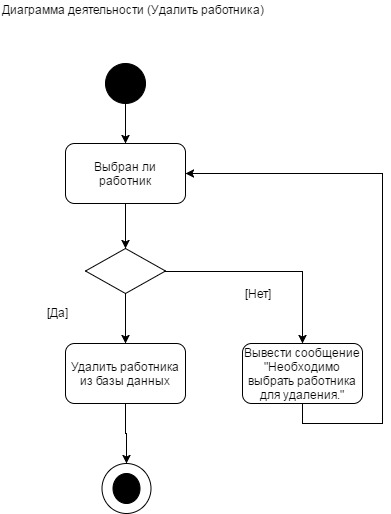 Диаграмма деятельности (Удалить работника)
Выбран ли
работник
[Нет]
[Да]
Удалить работника
из базы данных
Вывести сообщение
"Необходимо
выбрать работника
для удаления."